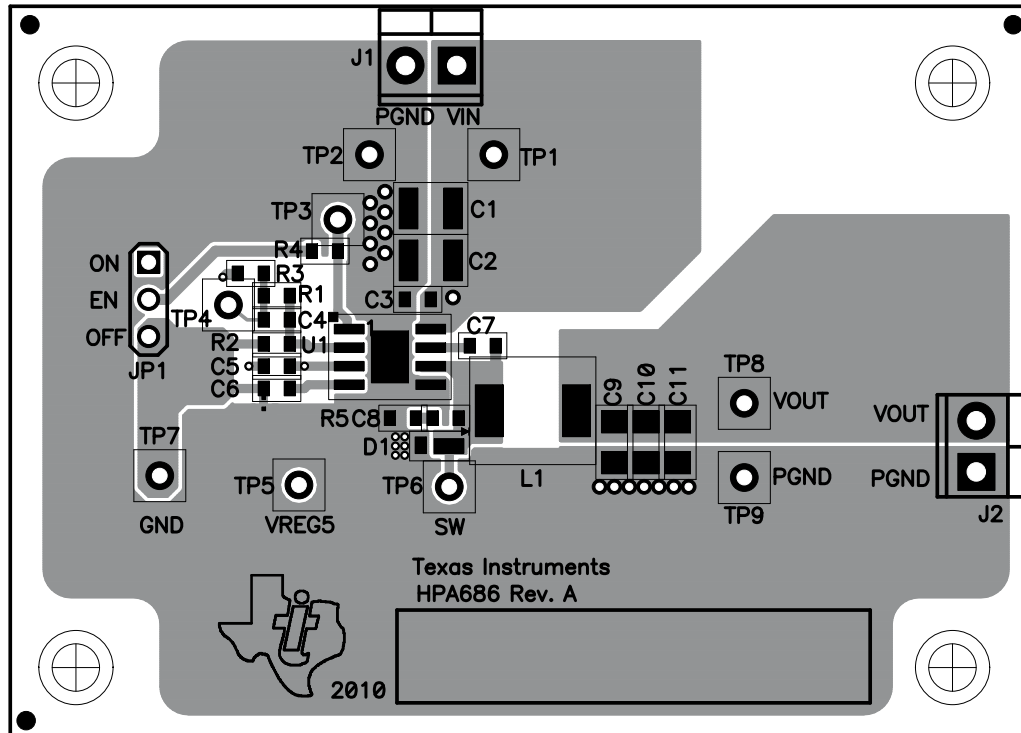 J1
PGND VIN
TP2
TP1
TP3
C1
R4
C2
ON
R3
C3
EN
R1
TP4
C4
1
OFF
R2
U1
C7
JP1
C5
C6
TP8
C9
C10
C11
VOUT
VOUT
R5
C8
TP7
D1
TP5
TP6
L1
PGND
PGND
GND
VREG5
SW
TP9
J2
Texas Instruments
HPA686 Rev. A
2010